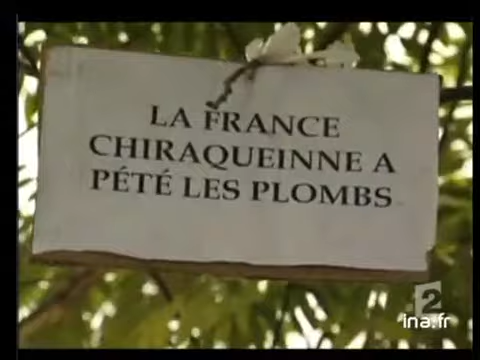 LA FRANCE
CHIRAQUEINNE A
PÉTÉ LES PLOMBS
2
ina.fr